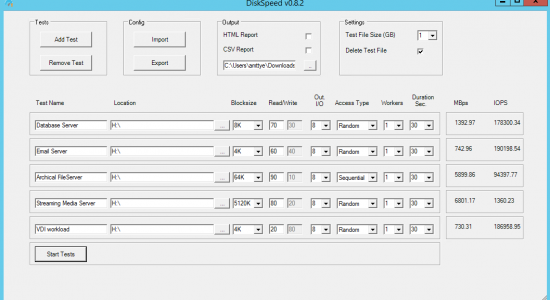 DiskSpeed v0.8.2
Tests Config Output Settings
Add Test Import HTML Report Test File Size (GB) 1
CSV Report Delete Test File
Remove Test Export C:\Users\anttye\Downloads ...
Test Name Location Blocksize Read/Write Out. I/O Access Type Workers Duration Sec. MBps IOPS
Database Server H:\ ... 8K 70 30 8 Random 1 30 1392.97 178300.34
Email Server H:\ ... 4K 60 40 8 Random 1 30 742.96 190198.54
Archical FileServer H:\ ... 64K 90 10 8 Sequential 1 30 5899.86 94397.77
Streaming Media Server H:\ ... 5120K 80 20 8 Random 1 30 6801.17 1360.23
VDI workload H:\ ... 4K 20 80 8 Random 1 30 730.31 186958.95
Start Tests